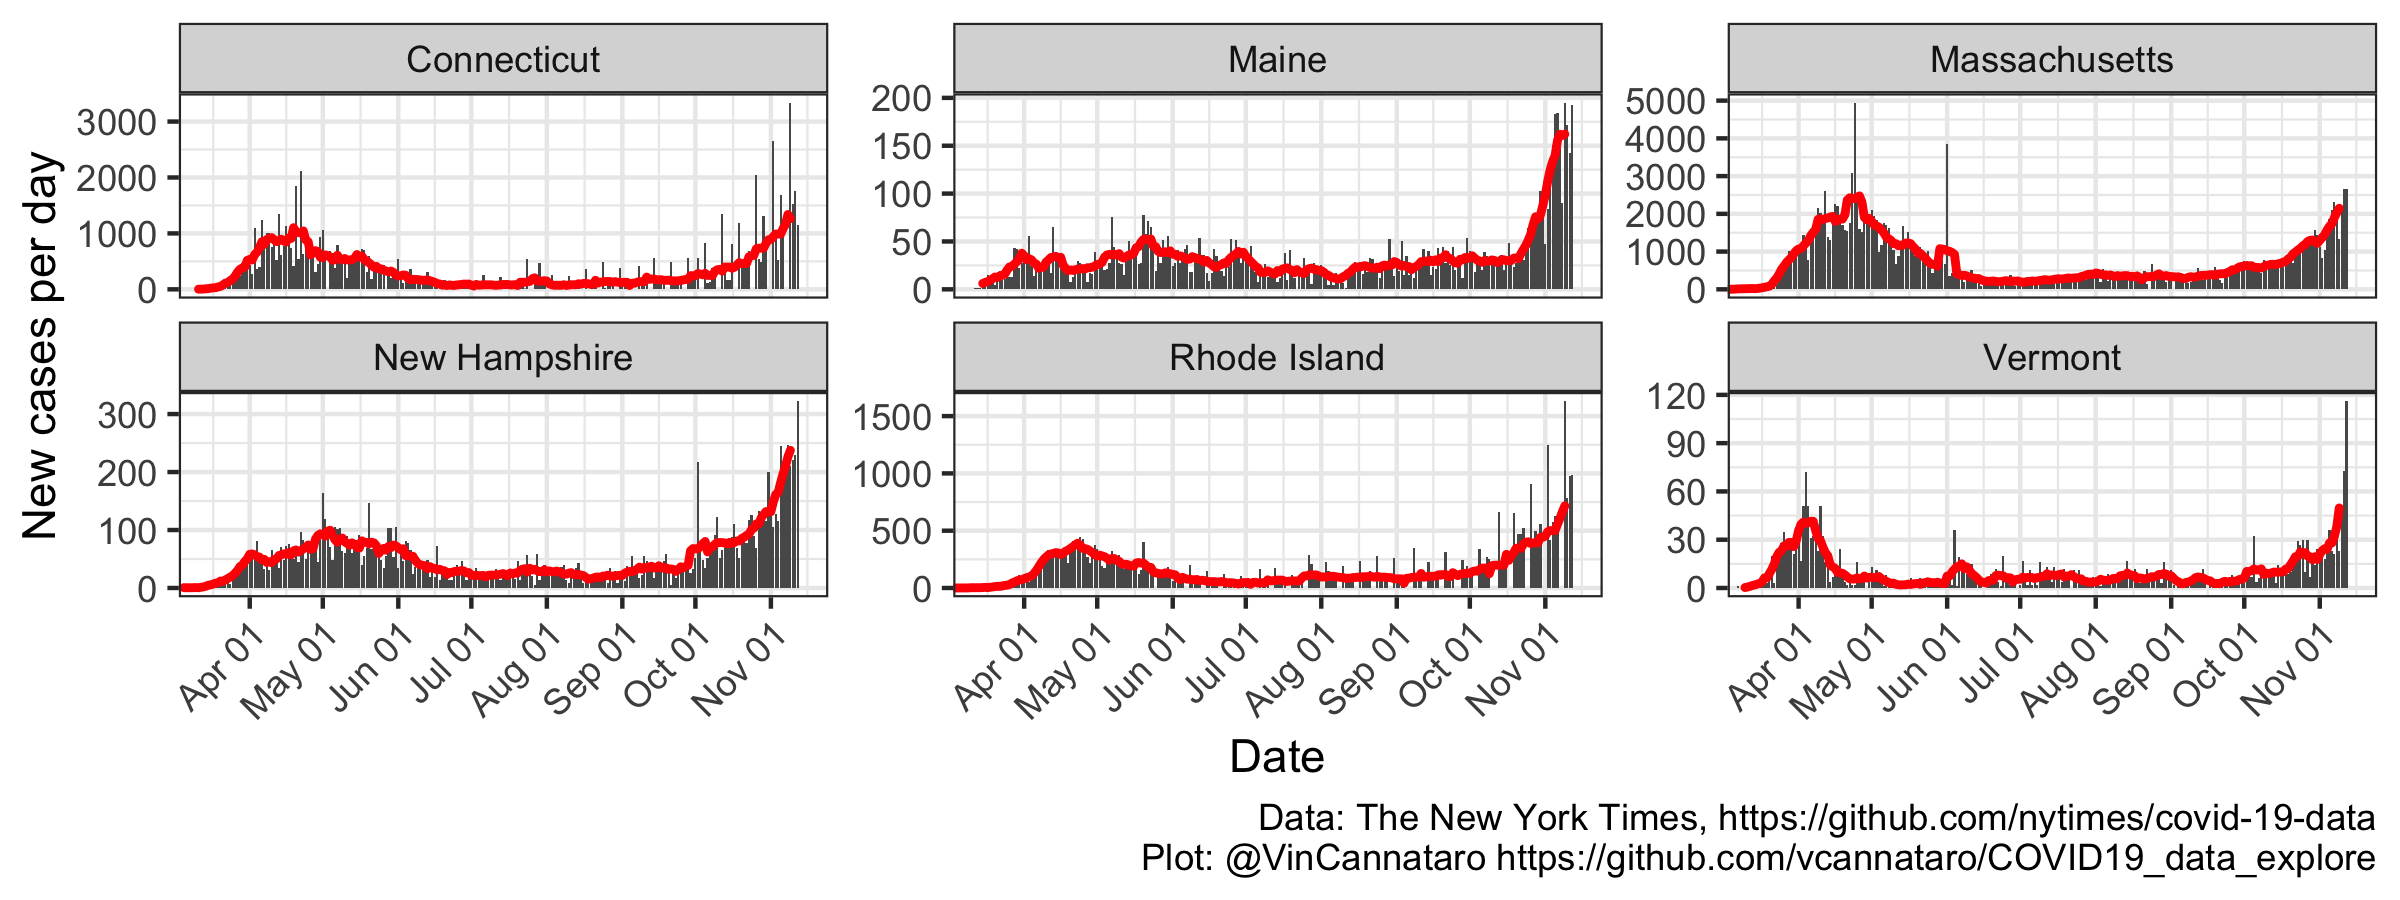 Connecticut
Maine
Massachusetts
New cases per day
3000
2000
1000
0
200
150
100
50
0
5000
4000
3000
2000
1000
0
New Hampshire
Rhode Island
Vermont
300
200
100
0
1500
1000
500
0
120
90
60
30
0
Apr 01 May 01 Jun 01 Jul 01 Aug 01 Sep 01 Oct 01 Nov 01
Apr 01 May 01 Jun 01 Jul 01 Aug 01 Sep 01 Oct 01 Nov 01
Apr 01 May 01 Jun 01 Jul 01 Aug 01 Sep 01 Oct 01 Nov 01
Date
Data: The New York Times, https://github.com/nytimes/covid-19-data
Plot: @VinCannataro https://github.com/vcannataro/COVID19_data_explore